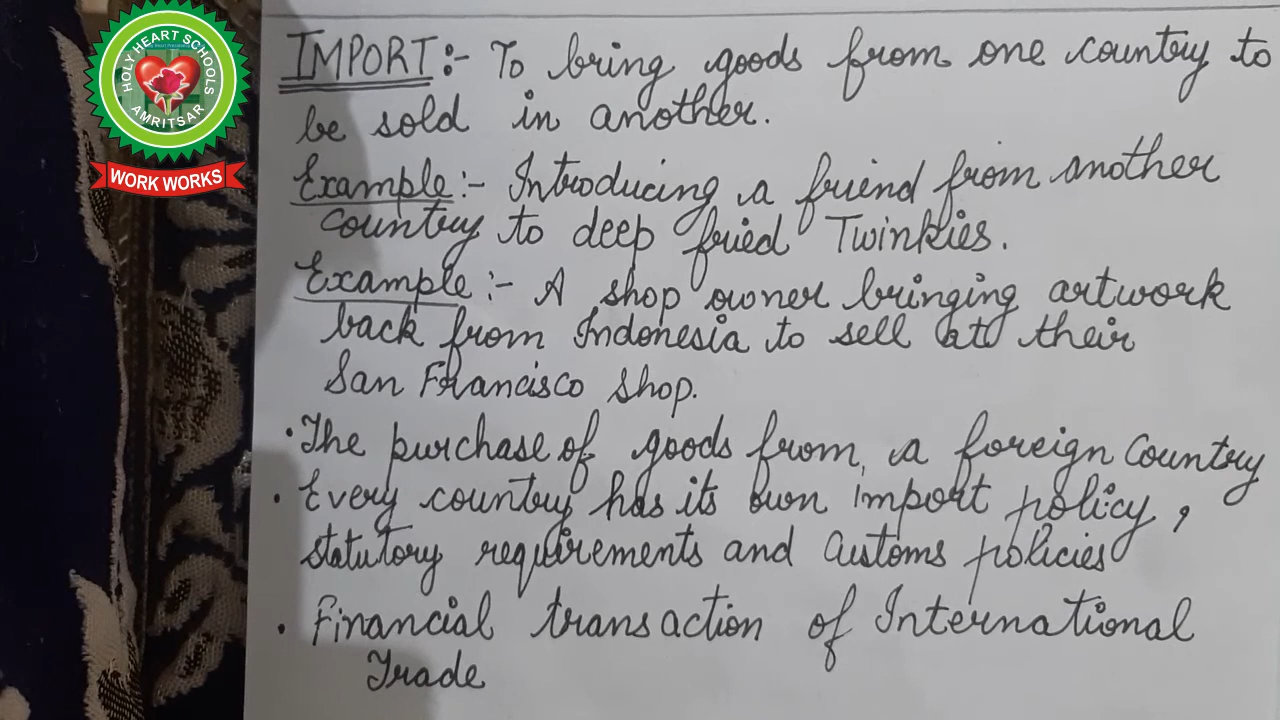 HOLY HEART SCHOOLS
AMRITSAR
WORK WORKS
IMPORT:- To bring goods from one country to
be sold in another.
Example:- Introducing a friend from another
country to deep fried Twinkies.
Example:- A shop owner bringing artwork
back from Indonesia to sell at their
San Francisco shop.
• The purchase of goods from a foreign Country
• Every country has its own import policy,
statutory requirements and Customs policies
• Financial transaction of International
Trade